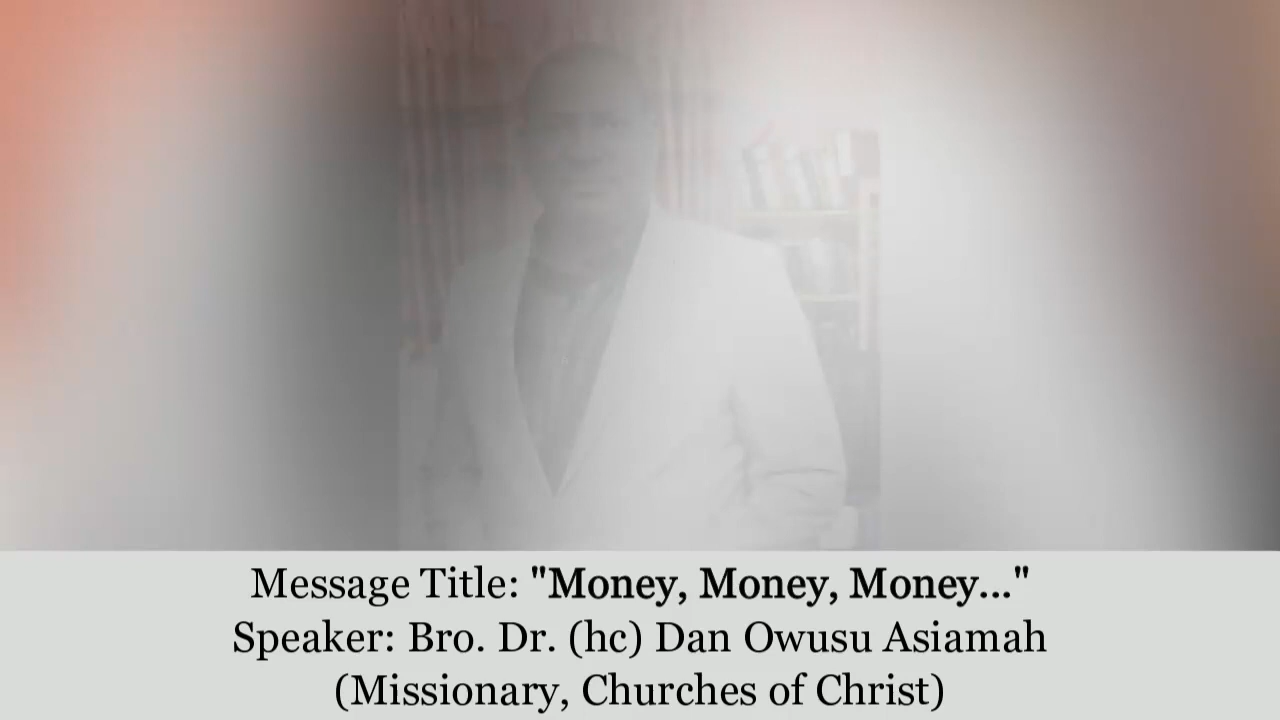 Message Title: "Money, Money, Money..."
Speaker: Bro. Dr. (hc) Dan Owusu Asiamah
(Missionary, Churches of Christ)